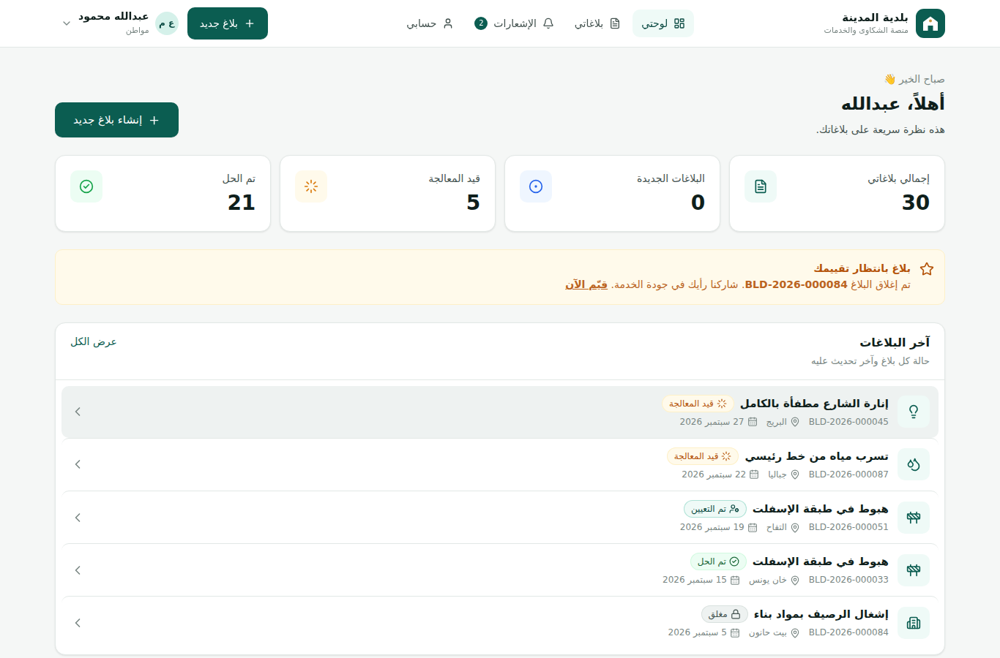 بلدية المدينة
منصة الشكاوى والخدمات
لوحتي
بلاغاتي
الإشعارات 2
حسابي
بلاغ جديد
ع م
عبدالله محمود
مواطن
صباح الخير 👋
أهلاً، عبدالله
هذه نظرة سريعة على بلاغاتك.
إنشاء بلاغ جديد
إجمالي بلاغاتي
30
البلاغات الجديدة
0
قيد المعالجة
5
تم الحل
21
بلاغ بانتظار تقييمك
تم إغلاق البلاغ BLD-2026-000084. شاركنا رأيك في جودة الخدمة. قيّم الآن
آخر البلاغات
عرض الكل
حالة كل بلاغ وآخر تحديث عليه
إنارة الشارع مطفأة بالكامل قيد المعالجة
BLD-2026-000045 البريج 27 سبتمبر 2026
تسرب مياه من خط رئيسي قيد المعالجة
BLD-2026-000087 جباليا 22 سبتمبر 2026
هبوط في طبقة الإسفلت تم التعيين
BLD-2026-000051 التفاح 19 سبتمبر 2026
هبوط في طبقة الإسفلت تم الحل
BLD-2026-000033 خان يونس 15 سبتمبر 2026
إشغال الرصيف بمواد بناء مغلق
BLD-2026-000084 بيت حانون 5 سبتمبر 2026